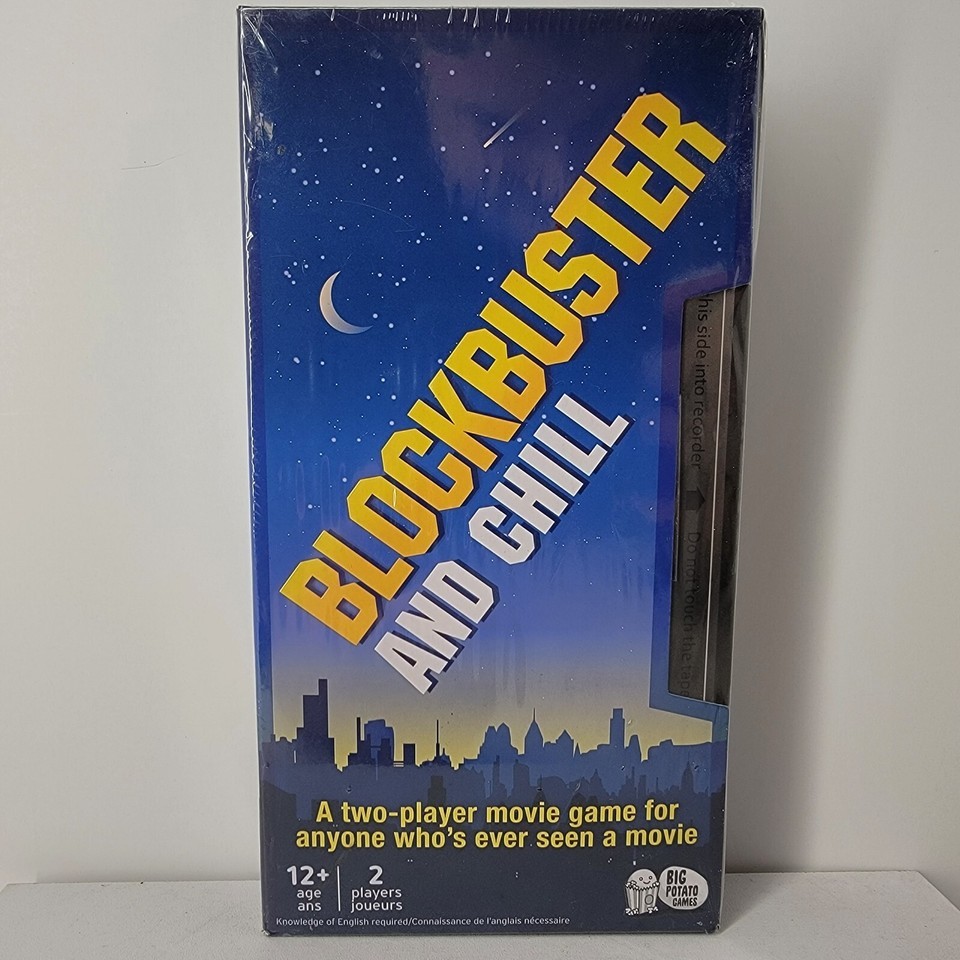 BLOCKBUSTER
AND CHILL
his side into recorder
Do not touch the tape
A two-player movie game for
anyone who's ever seen a movie
12+
age
ans
2
players
joueurs
BIG
POTATO
GAMES
Knowledge of English required/Connaissance de l'anglais nécessaire